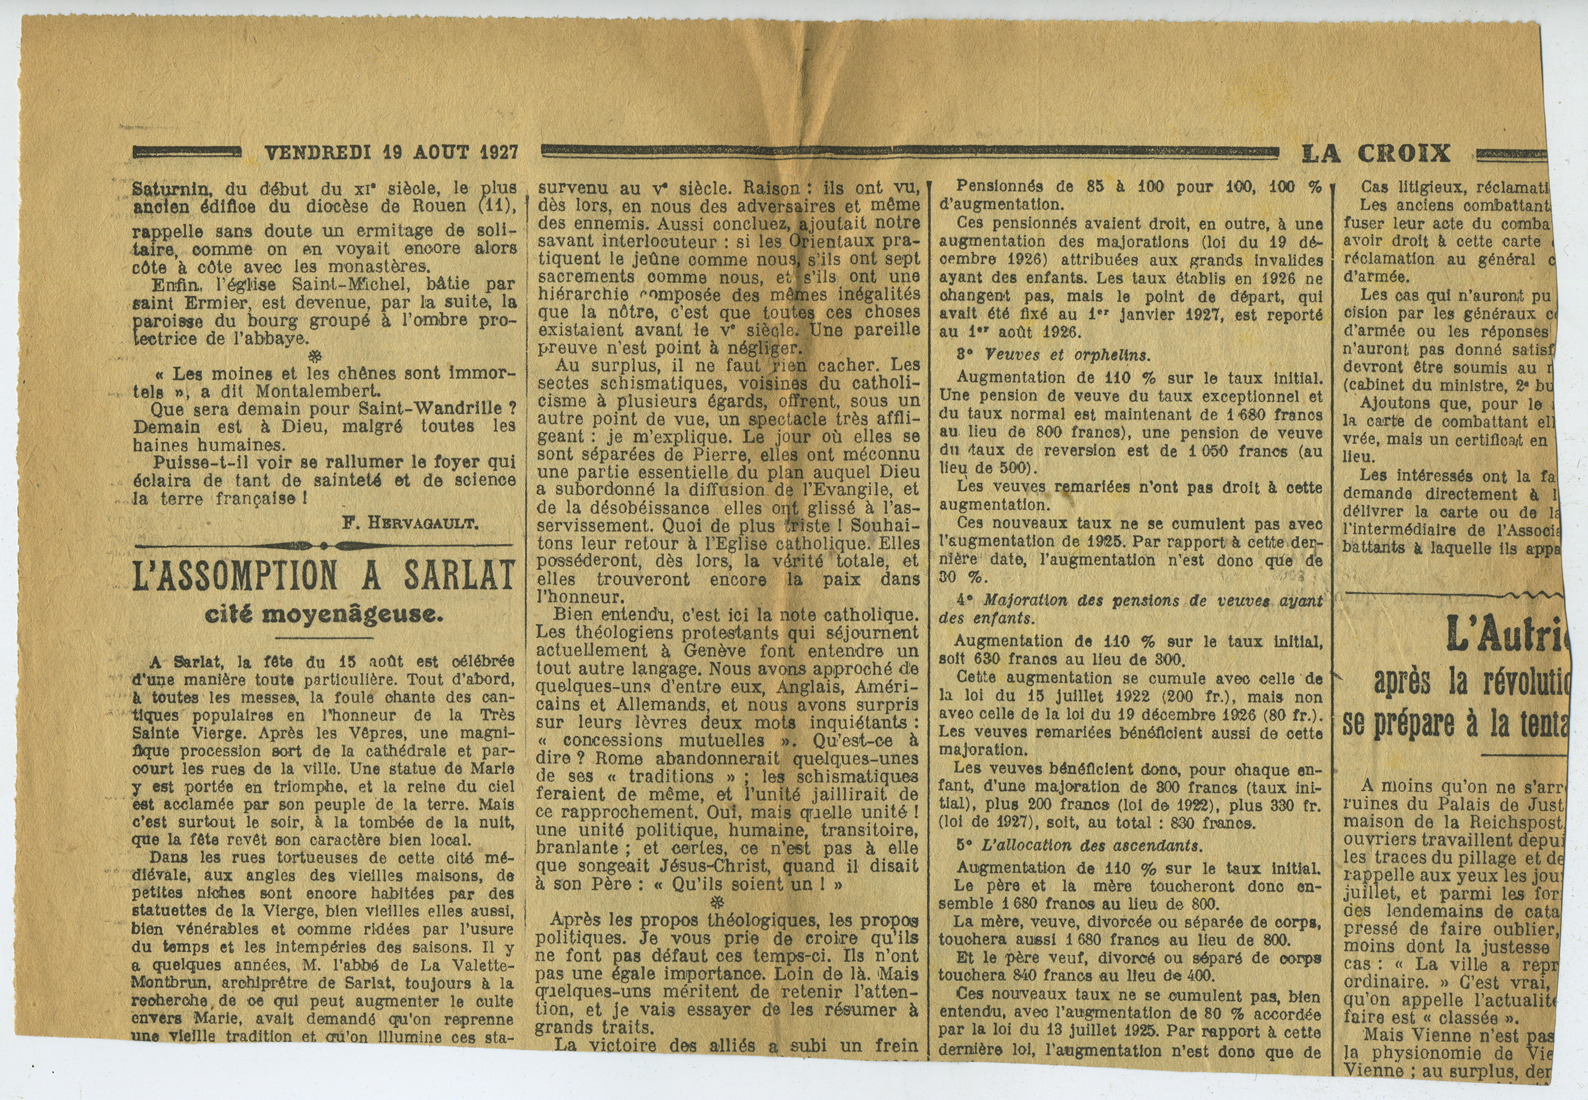 VENDREDI 19 AOUT 1927
LA CROIX
Saturnin, du début du XIe siècle, le plus
ancien édifice du diocèse de Rouen (11),
rappelle sans doute un ermitage de soli-
taire, comme on en voyait encore alors
côte à côte avec les monastères.
Enfin, l'église Saint-Michel, bâtie par
saint Ermier, est devenue, par la suite, la
paroisse du bourg groupé à l'ombre pro-
tectrice de l'abbaye.
« Les moines et les chênes sont immor-
tels », a dit Montalembert.
Que sera demain pour Saint-Wandrille ?
Demain est à Dieu, malgré toutes les
haines humaines.
Puisse-t-il voir se rallumer le foyer qui
éclaira de tant de sainteté et de science
la terre française !
F. HERVAGAULT.
L'ASSOMPTION A SARLAT
cité moyenâgeuse.
A Sarlat, la fête du 15 août est célébrée
d'une manière toute particulière. Tout d'abord,
à toutes les messes, la foule chante des can-
tiques populaires en l'honneur de la Très
Sainte Vierge. Après les Vêpres, une magni-
fique procession sort de la cathédrale et par-
court les rues de la ville. Une statue de Marie
y est portée en triomphe, et la reine du ciel
est acclamée par son peuple de la terre. Mais
c'est surtout le soir, à la tombée de la nuit,
que la fête revêt son caractère bien local.
Dans les rues tortueuses de cette cité mé-
diévale, aux angles des vieilles maisons, de
petites niches sont encore habitées par des
statuettes de la Vierge, bien vieilles elles aussi,
bien vénérables et comme ridées par l'usure
du temps et les intempéries des saisons. Il y
a quelques années, M. l'abbé de La Valette-
Montbrun, archiprêtre de Sarlat, toujours à la
recherche de ce qui peut augmenter le culte
envers Marie, avait demandé qu'on reprenne
une vieille tradition et qu'on illumine ces sta-
survenu au Ve siècle. Raison : ils ont vu,
dès lors, en nous des adversaires et même
des ennemis. Aussi concluez, ajoutait notre
savant interlocuteur : si les Orientaux pra-
tiquent le jeûne comme nous, s'ils ont sept
sacrements comme nous, et s'ils ont une
hiérarchie composée des mêmes inégalités
que la nôtre, c'est que toutes ces choses
existaient avant le Ve siècle. Une pareille
preuve n'est point à négliger.
Au surplus, il ne faut rien cacher. Les
sectes schismatiques, voisines du catholi-
cisme à plusieurs égards, offrent, sous un
autre point de vue, un spectacle très affli-
geant : je m'explique. Le jour où elles se
sont séparées de Pierre, elles ont méconnu
une partie essentielle du plan auquel Dieu
a subordonné la diffusion de l'Evangile, et
de la désobéissance elles ont glissé à l'as-
servissement. Quoi de plus triste ! Souhai-
tons leur retour à l'Eglise catholique. Elles
posséderont, dès lors, la vérité totale, et
elles trouveront encore la paix dans
l'honneur.
Bien entendu, c'est ici la note catholique.
Les théologiens protestants qui séjournent
actuellement à Genève font entendre un
tout autre langage. Nous avons approché de
quelques-uns d'entre eux, Anglais, Améri-
cains et Allemands, et nous avons surpris
sur leurs lèvres deux mots inquiétants :
« concessions mutuelles ». Qu'est-ce à
dire ? Rome abandonnerait quelques-unes
de ses « traditions » ; les schismatiques
feraient de même, et l'unité jaillirait de
ce rapprochement. Oui, mais quelle unité !
une unité politique, humaine, transitoire,
branlante ; et certes, ce n'est pas à elle
que songeait Jésus-Christ, quand il disait
à son Père : « Qu'ils soient un ! »
Après les propos théologiques, les propos
politiques. Je vous prie de croire qu'ils
ne font pas défaut ces temps-ci. Ils n'ont
pas une égale importance. Loin de là. Mais
quelques-uns méritent de retenir l'atten-
tion, et je vais essayer de les résumer à
grands traits.
La victoire des alliés a subi un frein
Pensionnés de 85 à 100 pour 100, 100 %
d'augmentation.
Ces pensionnés avaient droit, en outre, à une
augmentation des majorations (loi du 19 dé-
cembre 1926) attribuées aux grands invalides
ayant des enfants. Les taux établis en 1926 ne
changent pas, mais le point de départ, qui
avait été fixé au 1er janvier 1927, est reporté
au 1er août 1926.
3° Veuves et orphelins.
Augmentation de 110 % sur le taux initial.
Une pension de veuve du taux exceptionnel et
du taux normal est maintenant de 1 680 francs
au lieu de 800 francs), une pension de veuve
du taux de reversion est de 1 050 francs (au
lieu de 500).
Les veuves remariées n'ont pas droit à cette
augmentation.
Ces nouveaux taux ne se cumulent pas avec
l'augmentation de 1925. Par rapport à cette der-
nière date, l'augmentation n'est donc que de
30 %.
4° Majoration des pensions de veuves ayant
des enfants.
Augmentation de 110 % sur le taux initial,
soit 630 francs au lieu de 300.
Cette augmentation se cumule avec celle de
la loi du 15 juillet 1922 (200 fr.), mais non
avec celle de la loi du 19 décembre 1926 (80 fr.).
Les veuves remariées bénéficient aussi de cette
majoration.
Les veuves bénéficient donc, pour chaque en-
fant, d'une majoration de 300 francs (taux ini-
tial), plus 200 francs (loi de 1922), plus 330 fr.
(loi de 1927), soit, au total : 830 francs.
5° L'allocation des ascendants.
Augmentation de 110 % sur le taux initial.
Le père et la mère toucheront donc en-
semble 1 680 francs au lieu de 800.
La mère, veuve, divorcée ou séparée de corps,
touchera aussi 1 680 francs au lieu de 800.
Et le père veuf, divorcé ou séparé de corps
touchera 840 francs au lieu de 400.
Ces nouveaux taux ne se cumulent pas, bien
entendu, avec l'augmentation de 80 % accordée
par la loi du 13 juillet 1925. Par rapport à cette
dernière loi, l'augmentation n'est donc que de
Cas litigieux, réclamati
Les anciens combattant
fuser leur acte du comba
avoir droit à cette carte
réclamation au général c
d'armée.
Les cas qui n'auront pu
cision par les généraux c
d'armée ou les réponses
n'auront pas donné satisf
devront être soumis au
(cabinet du ministre, 2e bu
Ajoutons que, pour le
la carte de combattant ell
vrée, mais un certificat en
lieu.
Les intéressés ont la fa
demande directement à l
délivrer la carte ou de la
l'intermédiaire de l'Associa
battants à laquelle ils appa
L'Autric
après la révolutio
se prépare à la tenta
A moins qu'on ne s'arr
ruines du Palais de Just
maison de la Reichspost
ouvriers travaillent depui
les traces du pillage et de
rappelle aux yeux les jou
juillet, et parmi les for
des lendemains de cata
pressé de faire oublier,
moins dont la justesse
cas : « La ville a repr
ordinaire. » C'est vrai,
qu'on appelle l'actualité
faire est « classée ».
Mais Vienne n'est pas
la physionomie de Vie
Vienne ; au surplus, der